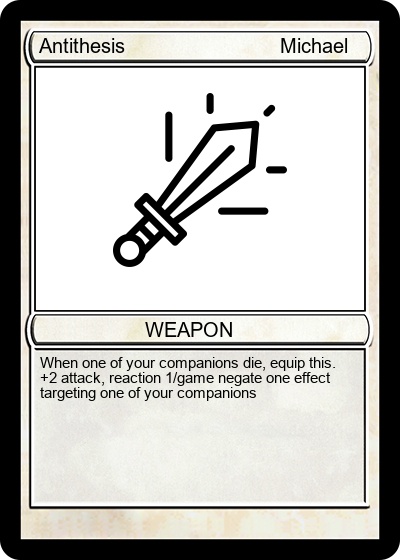 Antithesis Michael
WEAPON
When one of your companions die, equip this.
+2 attack, reaction 1/game negate one effect
targeting one of your companions